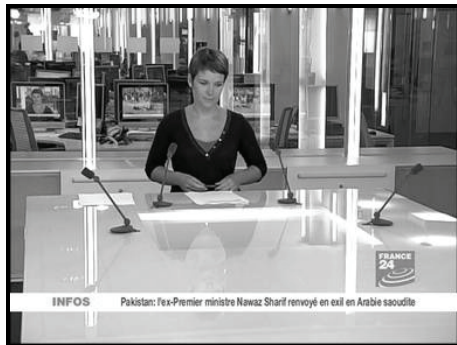 FRANCE
24
INFOS Pakistan: l'ex-Premier ministre Nawaz Sharif renvoyé en exil en Arabie saoudite